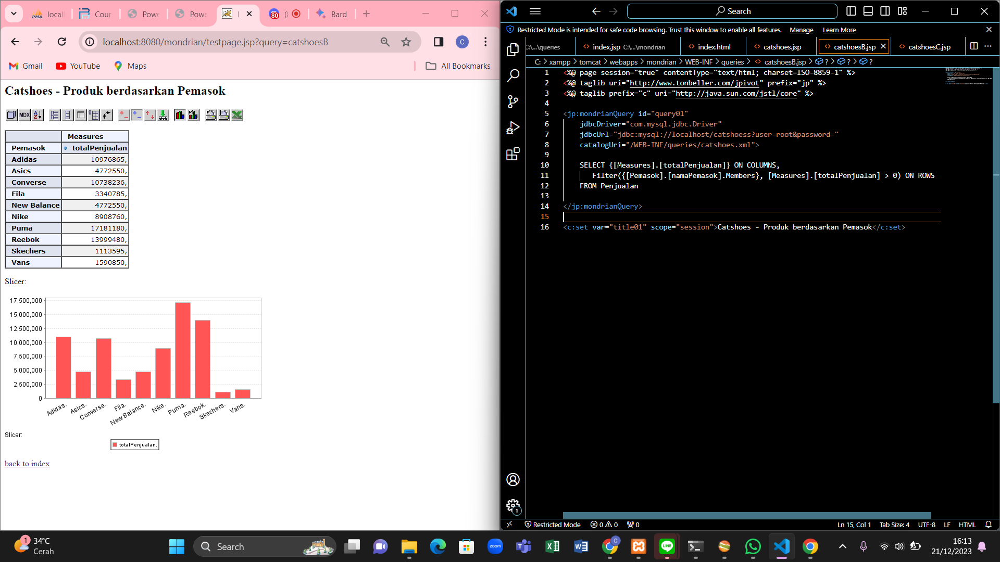 locall
Cour
Powe
Powe
80
Bard
localhost:8080/mondrian/testpage.jsp?query=catshoesB
C
Gmail
YouTube
Maps
All Bookmarks
Catshoes - Produk berdasarkan Pemasok
MDX
Measures
Pemasok totalPenjualan
Adidas 10976865,
Asics 4772550,
Converse 10738236,
Fila 3340785,
New Balance 4772550,
Nike 8908760,
Puma 17181180,
Reebok 13999480,
Skechers 1113595,
Vans 1590850,
Slicer:
17,500,000
15,000,000
12,500,000
10,000,000
7,500,000
5,000,000
2,500,000
0
Adidas. Asics. Converse. Fila. New Balance. Nike. Puma. Reebok. Skechers. Vans.
Slicer:
totalPenjualan.
back to index
Search
Restricted Mode is intended for safe code browsing. Trust this window to enable all features. Manage Learn More
C:\...\queries index.jsp C:\...\mondrian index.html catshoes.jsp catshoesB.jsp catshoesC.jsp
C: > xampp > tomcat > webapps > mondrian > WEB-INF > queries > catshoesB.jsp > ? > ? > ?
1 <%@ page session="true" contentType="text/html; charset=ISO-8859-1" %>
2 <%@ taglib uri="http://www.tonbeller.com/jpivot" prefix="jp" %>
3 <%@ taglib prefix="c" uri="http://java.sun.com/jstl/core" %>
4
5 <jp:mondrianQuery id="query01"
6 jdbcDriver="com.mysql.jdbc.Driver"
7 jdbcUrl="jdbc:mysql://localhost/catshoess?user=root&password="
8 catalogUri="/WEB-INF/queries/catshoes.xml">
9
10 SELECT {[Measures].[totalPenjualan]} ON COLUMNS,
11 Filter({[Pemasok].[namaPemasok].Members}, [Measures].[totalPenjualan] > 0) ON ROWS
12 FROM Penjualan
13
14 </jp:mondrianQuery>
15
16 <c:set var="title01" scope="session">Catshoes - Produk berdasarkan Pemasok</c:set>
1
Restricted Mode 0 0 0
Ln 15, Col 1 Tab Size: 4 UTF-8 LF HTML
1
34°C
Cerah
Search
zoom
C
LINE
16:13
21/12/2023